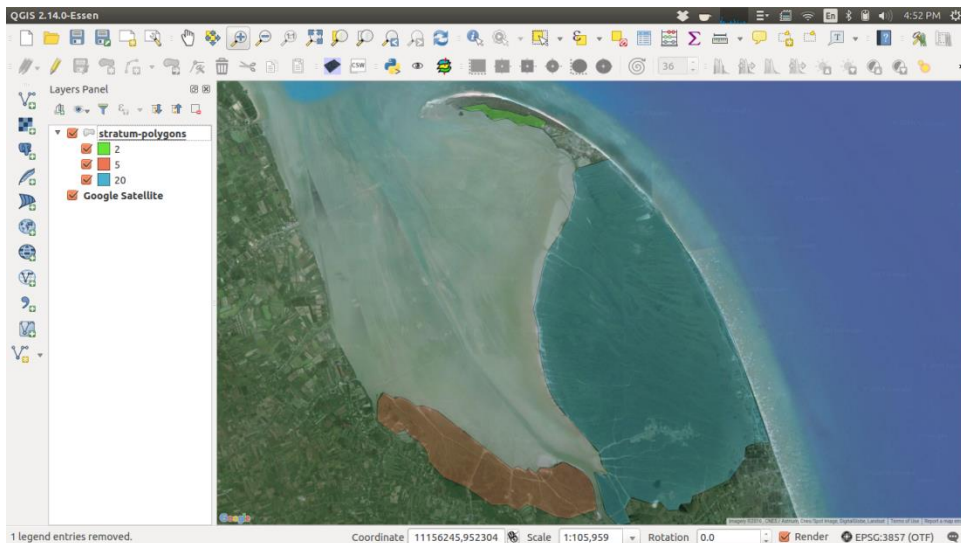 QGIS 2.14.0-Essen
En
4:52 PM
CSW
36
Layers Panel
stratum-polygons
2
5
20
Google Satellite
Google
1 legend entries removed.
Coordinate 11156245,952304 Scale 1:105,959 Rotation 0.0 Render EPSG:3857 (OTF)